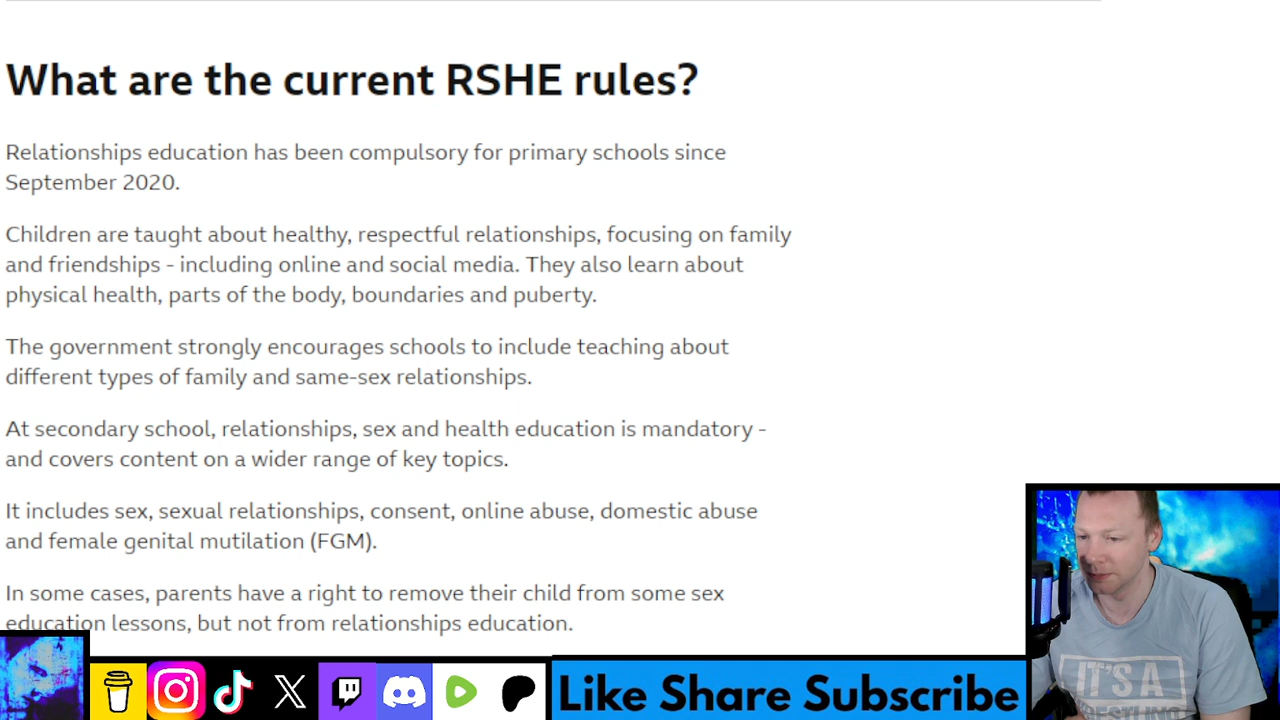 What are the current RSHE rules?
Relationships education has been compulsory for primary schools since
September 2020.
Children are taught about healthy, respectful relationships, focusing on family
and friendships - including online and social media. They also learn about
physical health, parts of the body, boundaries and puberty.
The government strongly encourages schools to include teaching about
different types of family and same-sex relationships.
At secondary school, relationships, sex and health education is mandatory -
and covers content on a wider range of key topics.
It includes sex, sexual relationships, consent, online abuse, domestic abuse
and female genital mutilation (FGM).
In some cases, parents have a right to remove their child from some sex
education lessons, but not from relationships education.
IT'S A
WRESTLING
Like Share Subscribe